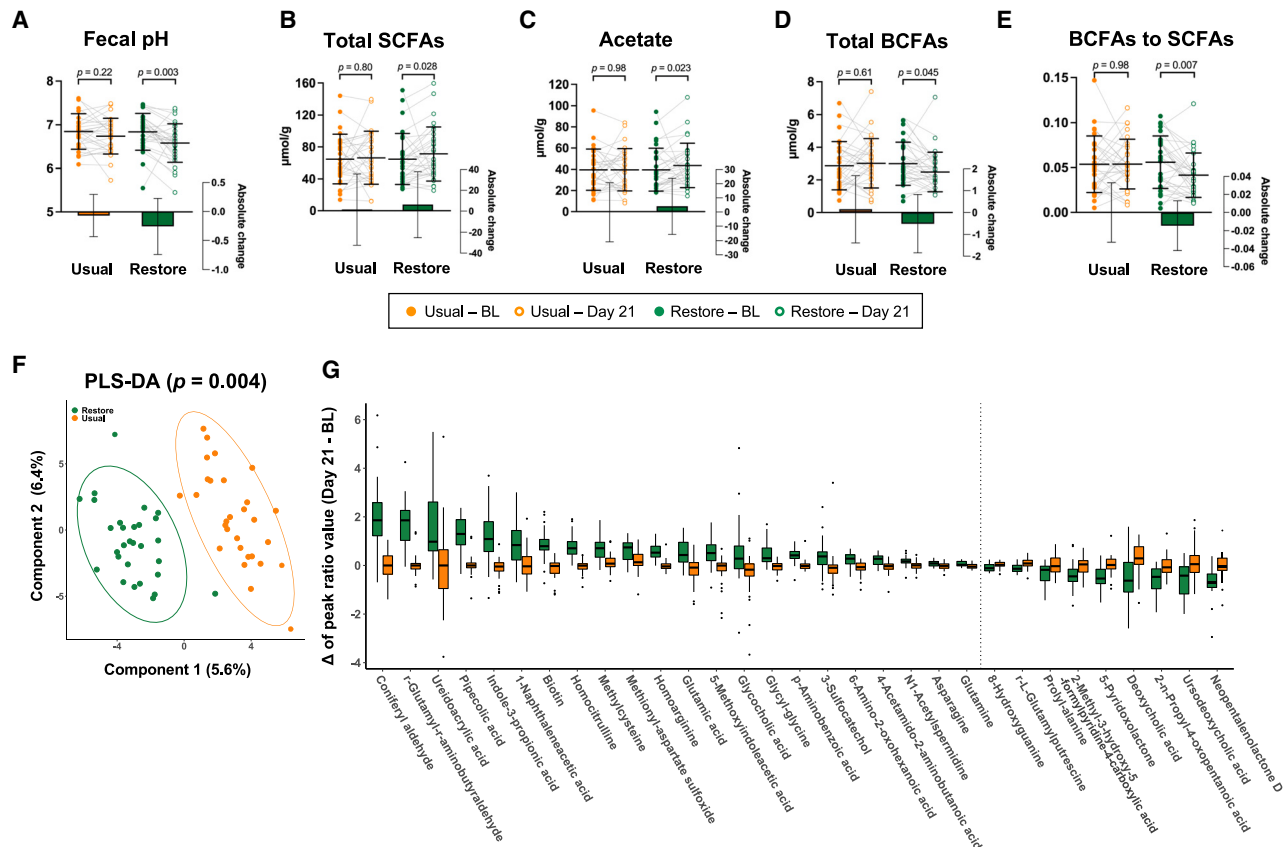 A
Fecal pH
p = 0.22
p = 0.003
8
7
6
5
0.5
0.0
-0.5
-1.0
Absolute change
Usual
Restore
B
Total SCFAs
p = 0.80
p = 0.028
µmol/g
160
140
120
100
80
60
40
20
0
40
20
0
-20
-40
Absolute change
Usual
Restore
C
Acetate
p = 0.98
p = 0.023
µmol/g
140
120
100
80
60
40
20
0
30
20
10
0
-10
-20
-30
Absolute change
Usual
Restore
D
Total BCFAs
p = 0.61
p = 0.045
µmol/g
8
6
4
2
0
2
1
0
-1
-2
Absolute change
Usual
Restore
E
BCFAs to SCFAs
p = 0.98
p = 0.007
0.15
0.10
0.05
0.00
0.04
0.02
0.00
-0.02
-0.04
-0.06
Absolute change
Usual
Restore
Usual – BL
Usual – Day 21
Restore – BL
Restore – Day 21
F
PLS-DA (p = 0.004)
Restore
Usual
Component 2 (6.4%)
5
0
-5
-4
0
4
Component 1 (5.6%)
G
Δ of peak ratio value (Day 21 - BL)
6
4
2
0
-2
-4
Coniferyl aldehyde
r-Glutamyl-r-aminobutyraldehyde
Ureidoacrylic acid
Pipecolic acid
Indole-3-propionic acid
1-Naphthaleneacetic acid
Biotin
Homocitrulline
Methylcysteine
Methionyl-aspartate sulfoxide
Homoarginine
Glutamic acid
5-Methoxyindoleacetic acid
Glycocholic acid
Glycyl-glycine
p-Aminobenzoic acid
3-Sulfocatechol
6-Amino-2-oxohexanoic acid
4-Acetamido-2-aminobutanoic acid
N1-Acetylspermidine
Asparagine
Glutamine
8-Hydroxyguanine
r-L-Glutamylputrescine
Prolyl-alanine
2-Methyl-3-hydroxy-5
-formylpyridine-4-carboxylic acid
5-Pyridoxolactone
Deoxycholic acid
2-n-Propyl-4-oxopentanoic acid
Ursodeoxycholic acid
Neopentalenolactone D